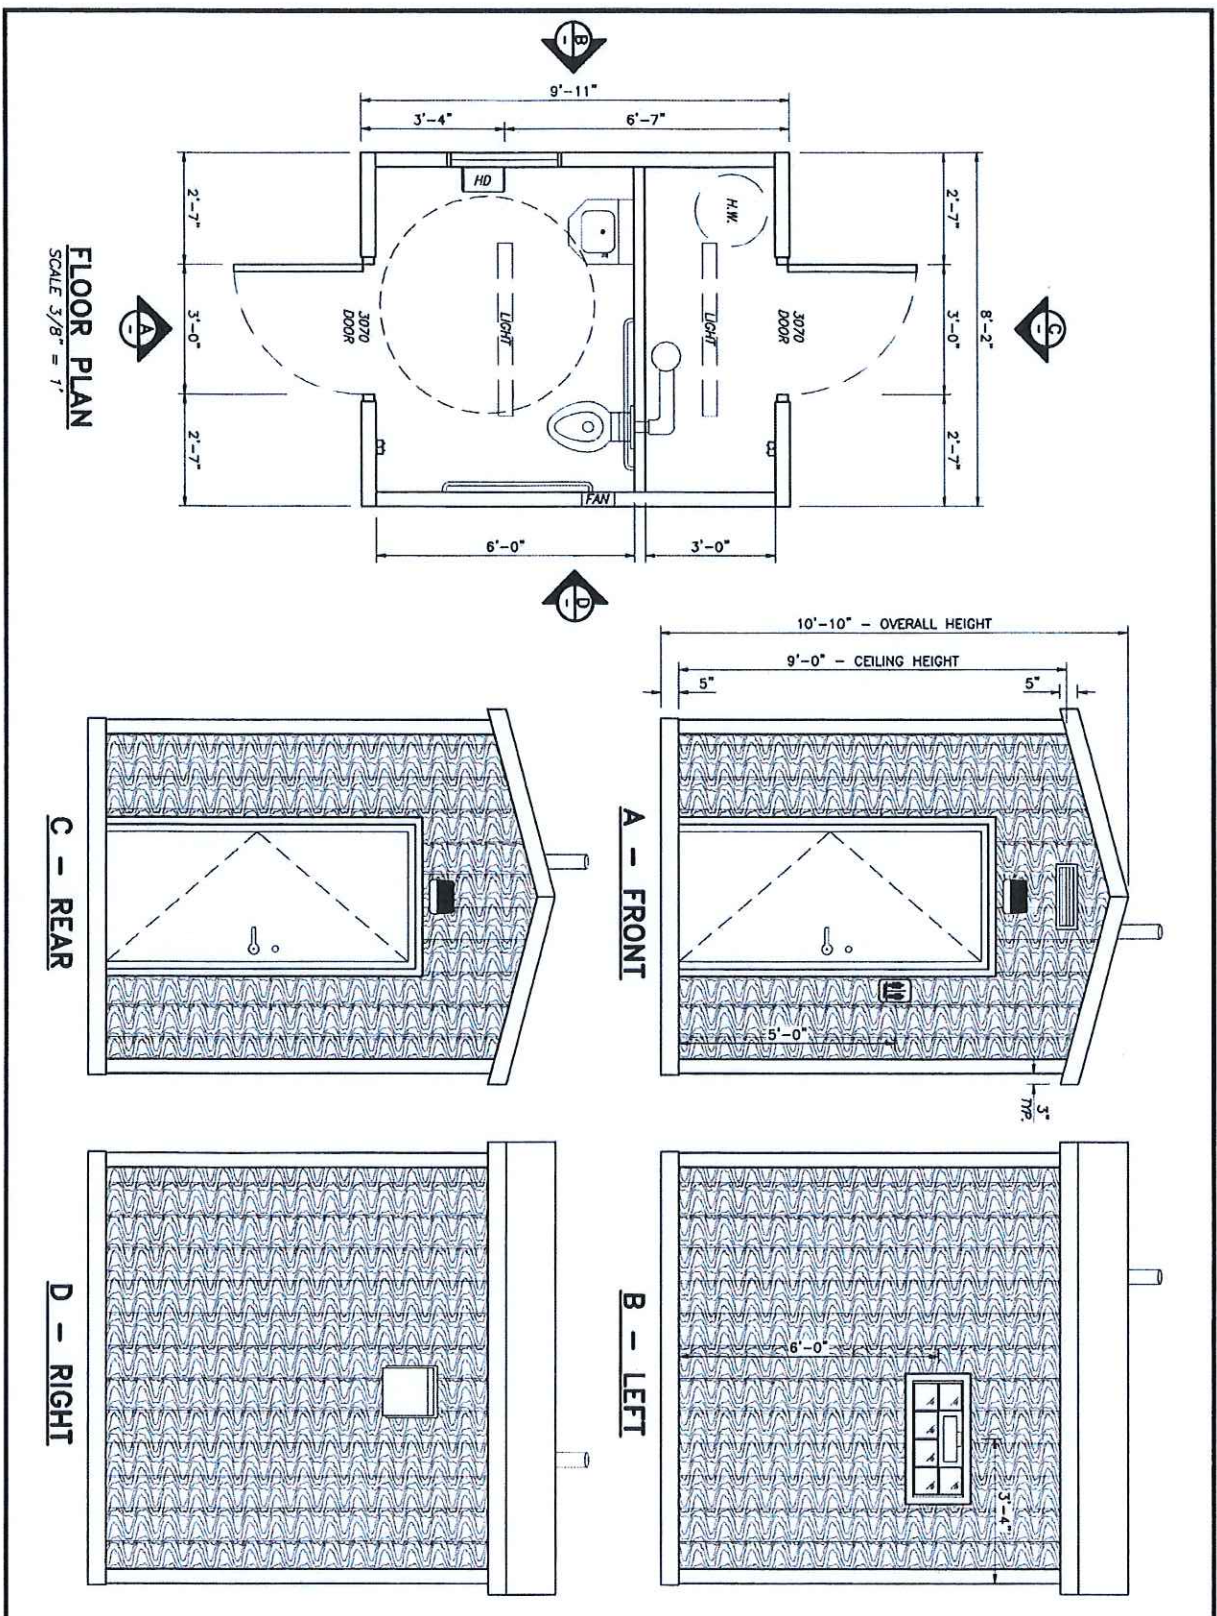 B
-
9'-11"
3'-4"
6'-7"
2'-7"
3'-0"
2'-7"
2'-7"
3'-0"
2'-7"
8'-2"
HD
H.W.
LIGHT
LIGHT
3070
DOOR
3070
DOOR
FAN
6'-0"
3'-0"
A
-
C
-
D
-
FLOOR PLAN
SCALE 3/8" = 1'
10'-10" - OVERALL HEIGHT
9'-0" - CEILING HEIGHT
5"
5"
5'-0"
3"
TYP.
A - FRONT
C - REAR
6'-0"
3'-4"
B - LEFT
D - RIGHT